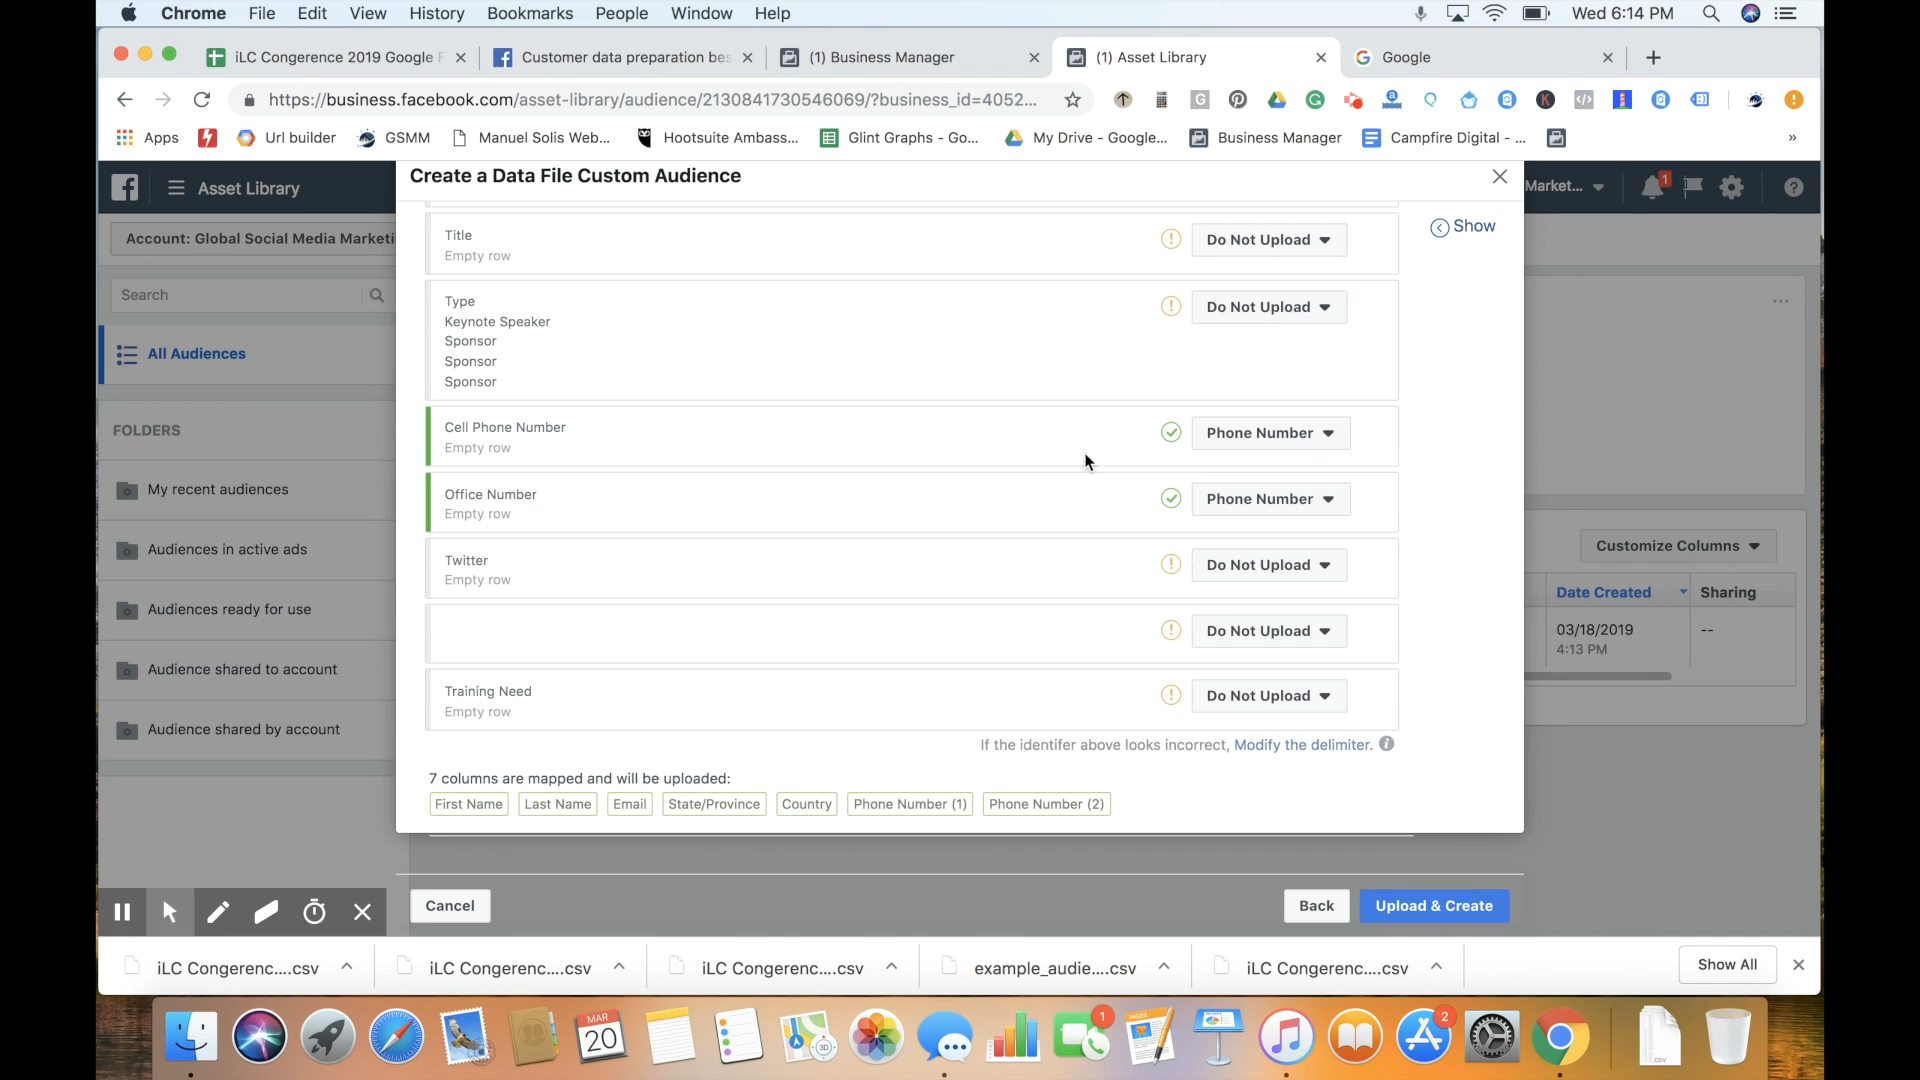 Chrome File Edit View History Bookmarks People Window Help Wed 6:14 PM
iLC Congerence 2019 Google F Customer data preparation bes (1) Business Manager (1) Asset Library Google
https://business.facebook.com/asset-library/audience/2130841730546069/?business_id=4052...
Apps Url builder GSMM Manuel Solis Web... Hootsuite Ambass... Glint Graphs - Go... My Drive - Google... Business Manager Campfire Digital - ... »
Asset Library
Create a Data File Custom Audience
Market...
1
Account: Global Social Media Marketi
Search
All Audiences
FOLDERS
My recent audiences
Audiences in active ads
Audiences ready for use
Audience shared to account
Audience shared by account
Show
Title
Empty row
Do Not Upload
Type
Keynote Speaker
Sponsor
Sponsor
Sponsor
Do Not Upload
Cell Phone Number
Empty row
Phone Number
Office Number
Empty row
Phone Number
Twitter
Empty row
Do Not Upload
Do Not Upload
Training Need
Empty row
Do Not Upload
If the identifer above looks incorrect, Modify the delimiter.
7 columns are mapped and will be uploaded:
First Name Last Name Email State/Province Country Phone Number (1) Phone Number (2)
Customize Columns
Date Created Sharing
03/18/2019 --
4:13 PM
Cancel Back Upload & Create
iLC Congerenc....csv iLC Congerenc....csv iLC Congerenc....csv example_audie....csv iLC Congerenc....csv Show All
MAR
20
3D
1
PAGES
2
CSV